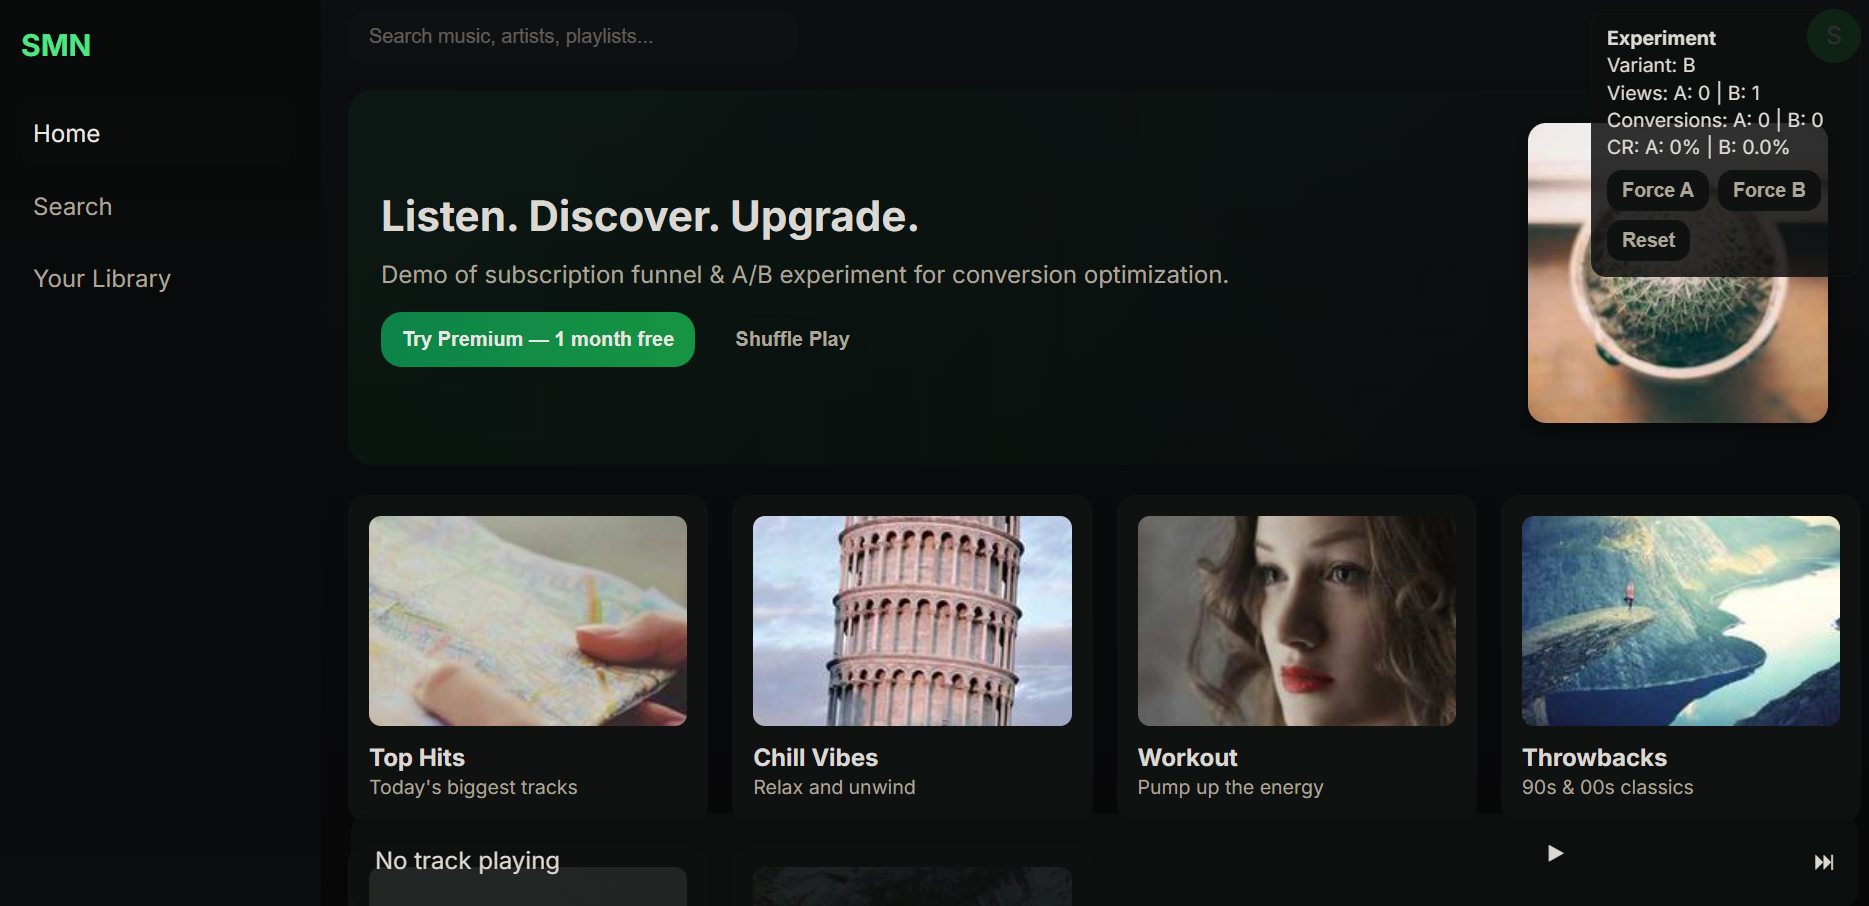 SMN
Home
Search
Your Library
Search music, artists, playlists...
S
Experiment
Variant: B
Views: A: 0 | B: 1
Conversions: A: 0 | B: 0
CR: A: 0% | B: 0.0%
Force A
Force B
Reset
Listen. Discover. Upgrade.
Demo of subscription funnel & A/B experiment for conversion optimization.
Try Premium — 1 month free
Shuffle Play
Top Hits
Today's biggest tracks
Chill Vibes
Relax and unwind
Workout
Pump up the energy
Throwbacks
90s & 00s classics
No track playing